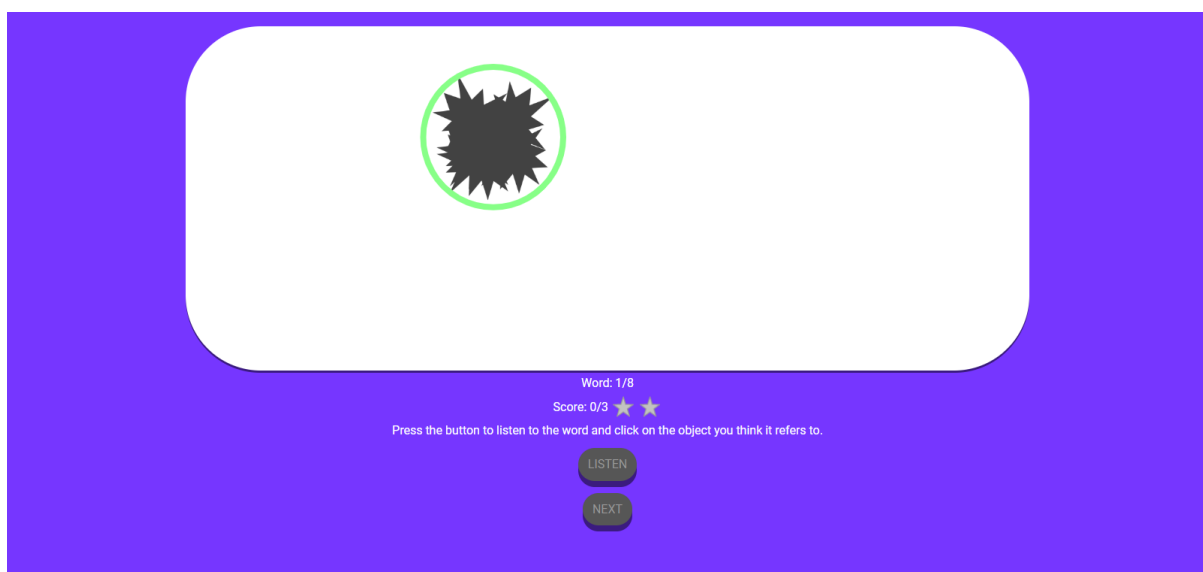 Word: 1/8
Score: 0/3
Press the button to listen to the word and click on the object you think it refers to.
LISTEN
NEXT